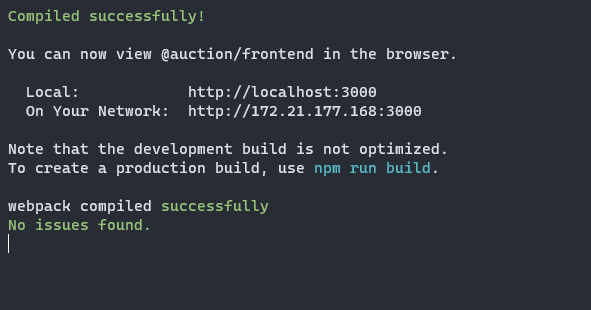 Compiled successfully!
You can now view @auction/frontend in the browser.
Local: http://localhost:3000
On Your Network: http://172.21.177.168:3000
Note that the development build is not optimized.
To create a production build, use npm run build.
webpack compiled successfully
No issues found.